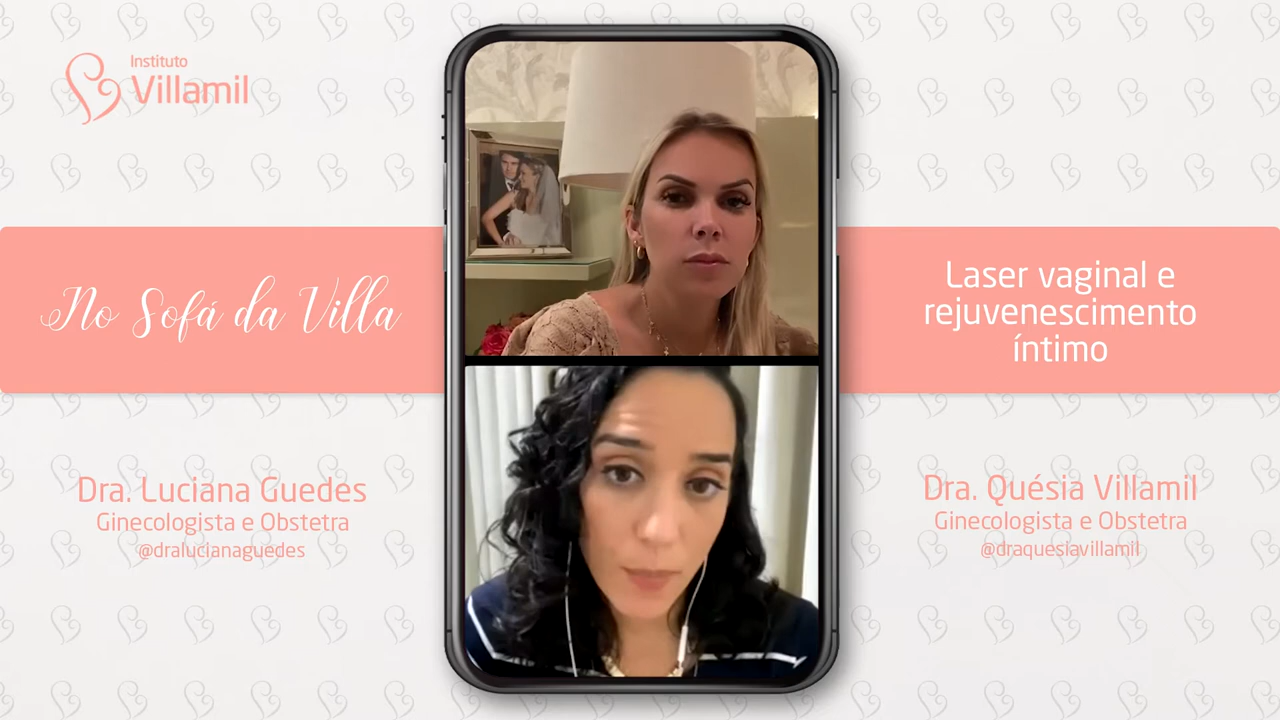 Instituto
Villamil
No Sofá da Villa
Laser vaginal e
rejuvenescimento
íntimo
Dra. Luciana Guedes
Ginecologista e Obstetra
@dralucianaguedes
Dra. Quésia Villamil
Ginecologista e Obstetra
@draquesiavillamil